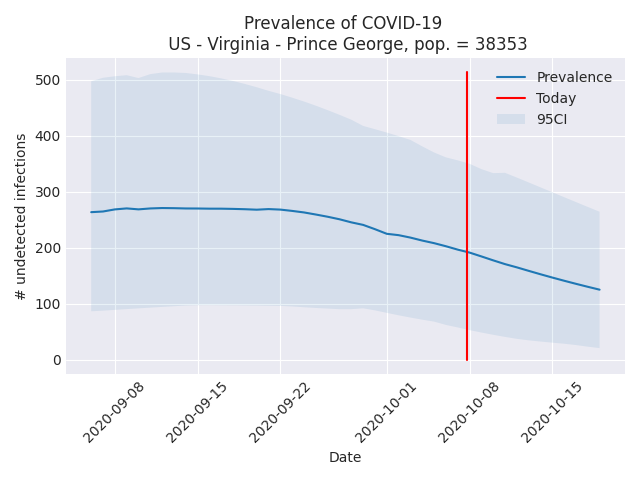 Prevalence of COVID-19
US - Virginia - Prince George, pop. = 38353
Prevalence
Today
95CI
# undetected infections
500
400
300
200
100
0
2020-09-08
2020-09-15
2020-09-22
2020-10-01
2020-10-08
2020-10-15
Date